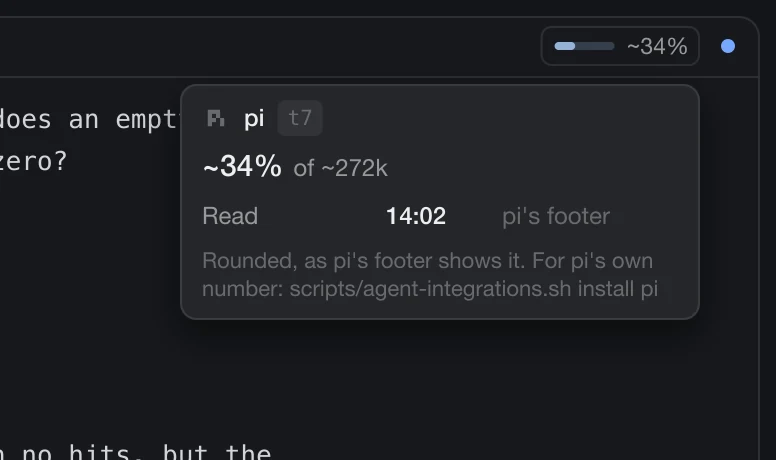 ~34%
does an empt
pi t7
zero?
~34% of ~272k
Read 14:02 pi's footer
Rounded, as pi's footer shows it. For pi's own
number: scripts/agent-integrations.sh install pi
no hits, but the